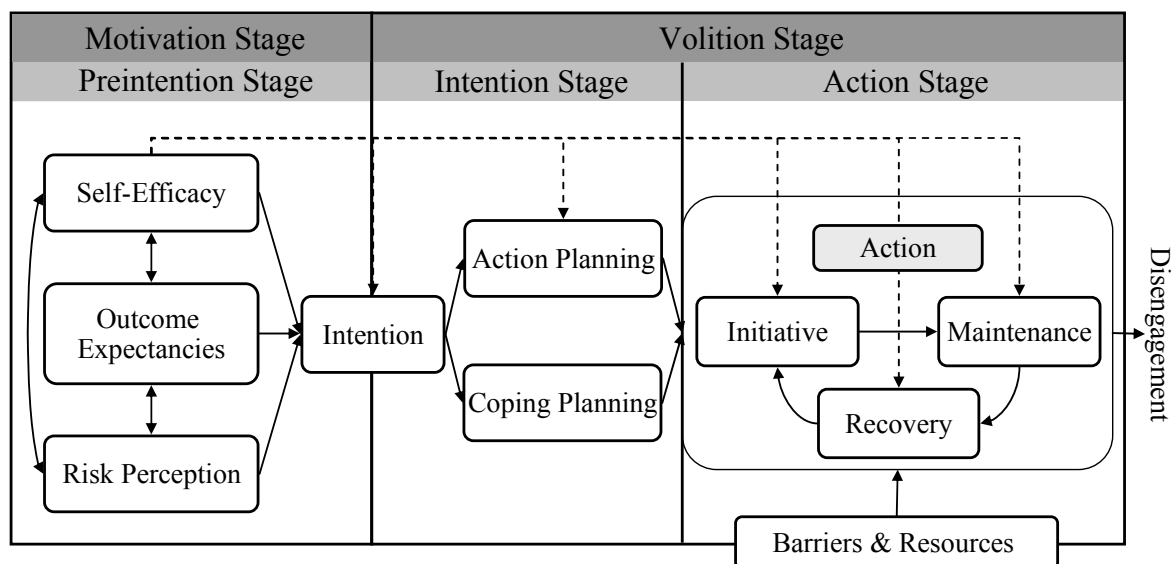 Motivation Stage
Volition Stage
Preintention Stage
Intention Stage
Action Stage
Self-Efficacy
Outcome
Expectancies
Risk Perception
Intention
Action Planning
Coping Planning
Action
Initiative
Maintenance
Recovery
Barriers & Resources
Disengagement